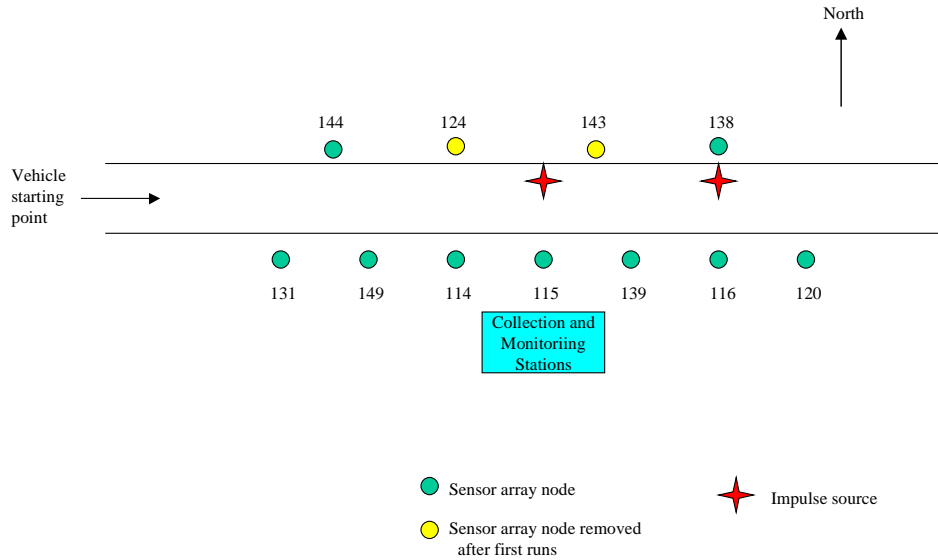 North
144
124
143
138
Vehicle
starting
point
131
149
114
115
139
116
120
Collection and
Monitoriing
Stations
Sensor array node
Impulse source
Sensor array node removed
after first runs